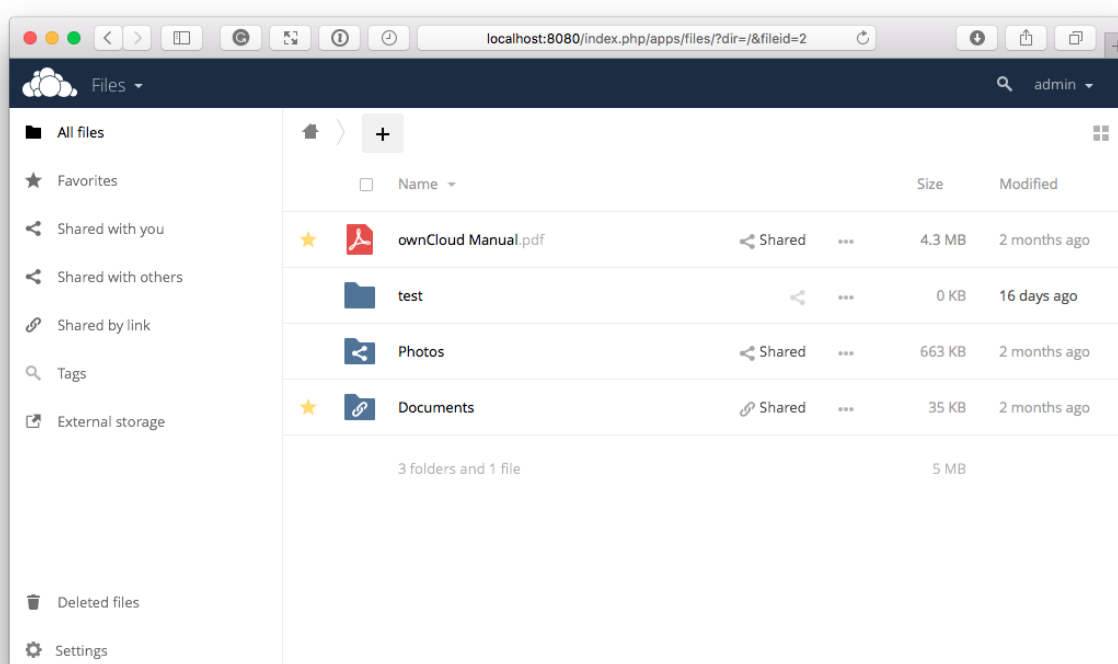 localhost:8080/index.php/apps/files/?dir=/&fileid=2
Files
admin
All files
Favorites
Shared with you
Shared with others
Shared by link
Tags
External storage
Deleted files
Settings
Name Size Modified
ownCloud Manual.pdf Shared 4.3 MB 2 months ago
test 0 KB 16 days ago
Photos Shared 663 KB 2 months ago
Documents Shared 35 KB 2 months ago
3 folders and 1 file 5 MB